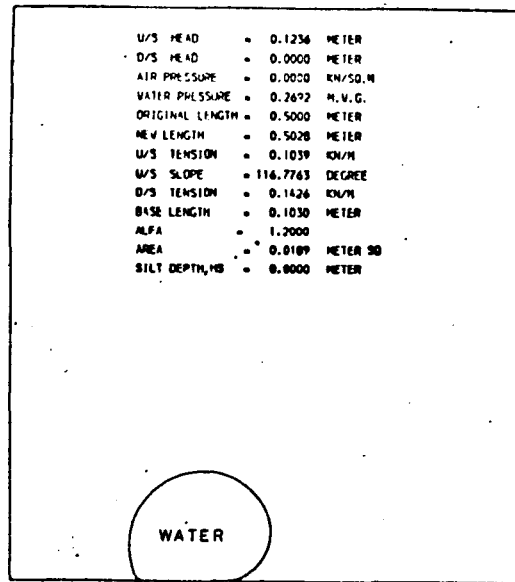 U/S HEAD = 0.1236 METER
D/S HEAD = 0.0000 METER
AIR PRESSURE = 0.0000 KN/SQ.M
WATER PRESSURE = 0.2692 M.W.G.
ORIGINAL LENGTH = 0.5000 METER
NEW LENGTH = 0.5028 METER
U/S TENSION = 0.1039 KN/M
U/S SLOPE = 116.7763 DEGREE
D/S TENSION = 0.1426 KN/M
BASE LENGTH = 0.1030 METER
ALFA = 1.2000
AREA = 0.0189 METER SQ
SILT DEPTH,HS = 0.0000 METER
WATER